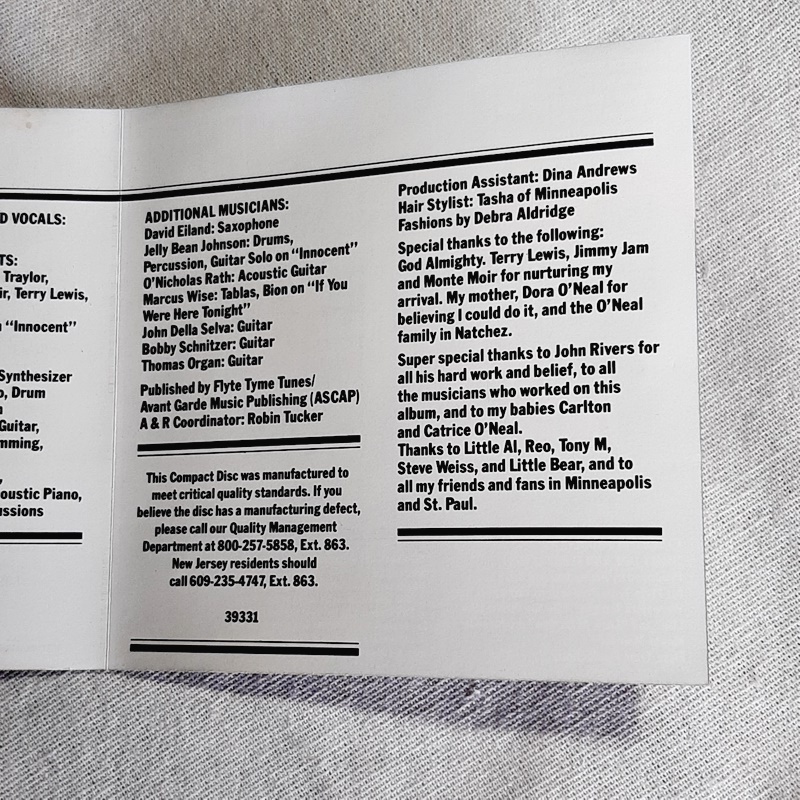 D VOCALS:
TS:
Traylor,
ir, Terry Lewis,
"Innocent"
Synthesizer
o, Drum
Guitar,
mming,
oustic Piano,
ussions
ADDITIONAL MUSICIANS:
David Eiland: Saxophone
Jelly Bean Johnson: Drums,
Percussion, Guitar Solo on "Innocent"
O'Nicholas Rath: Acoustic Guitar
Marcus Wise: Tablas, Bion on "If You
Were Here Tonight"
John Della Selva: Guitar
Bobby Schnitzer: Guitar
Thomas Organ: Guitar
Published by Flyte Tyme Tunes/
Avant Garde Music Publishing (ASCAP)
A & R Coordinator: Robin Tucker
This Compact Disc was manufactured to
meet critical quality standards. If you
believe the disc has a manufacturing defect,
please call our Quality Management
Department at 800-257-5858, Ext. 863.
New Jersey residents should
call 609-235-4747, Ext. 863.
39331
Production Assistant: Dina Andrews
Hair Stylist: Tasha of Minneapolis
Fashions by Debra Aldridge
Special thanks to the following:
God Almighty. Terry Lewis, Jimmy Jam
and Monte Moir for nurturing my
arrival. My mother, Dora O'Neal for
believing I could do it, and the O'Neal
family in Natchez.
Super special thanks to John Rivers for
all his hard work and belief, to all
the musicians who worked on this
album, and to my babies Carlton
and Catrice O'Neal.
Thanks to Little Al, Reo, Tony M,
Steve Weiss, and Little Bear, and to
all my friends and fans in Minneapolis
and St. Paul.